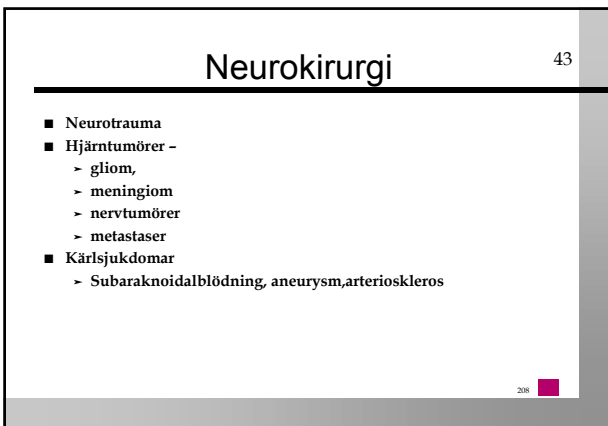 Neurokirurgi 43
■ Neurotrauma
■ Hjärntumörer –
➢ gliom,
➢ meningiom
➢ nervtumörer
➢ metastaser
■ Kärlsjukdomar
➢ Subaraknoidalblödning, aneurysm,arterioskleros
208